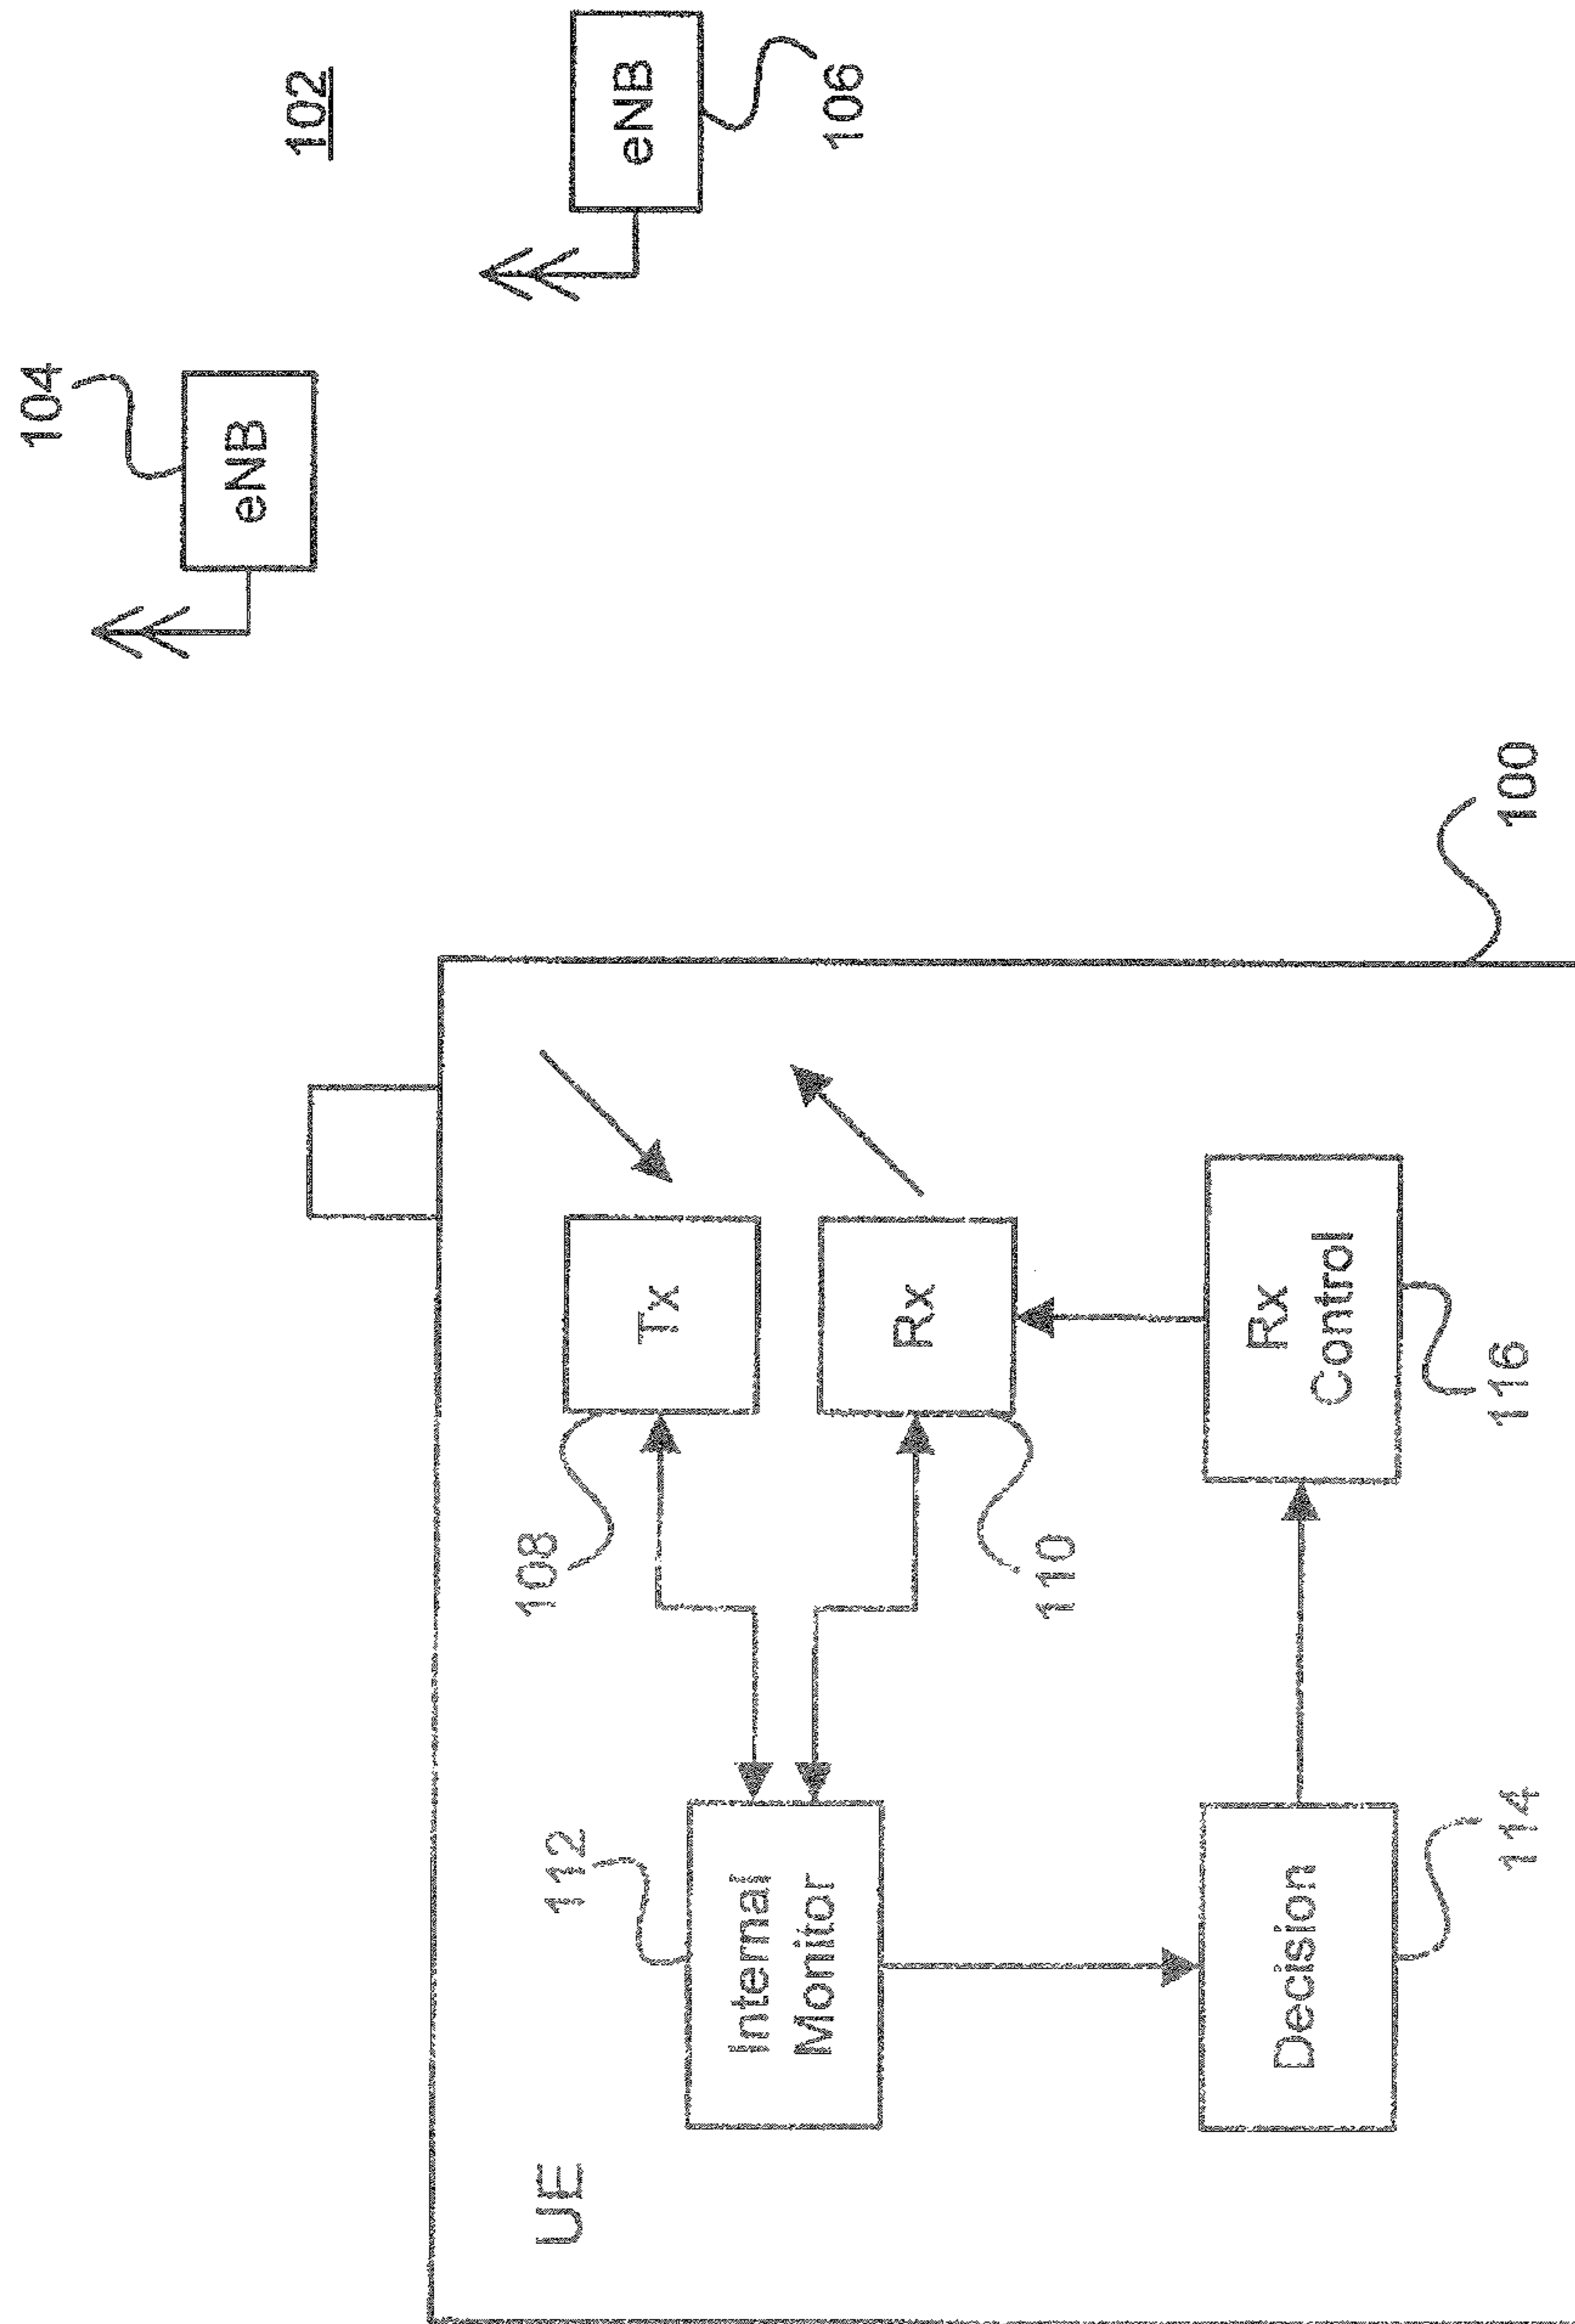 UE
Internal
Monitor
112
108
Tx
Rx
110
Decision
114
Rx
Control
116
100
104
eNB
102
eNB
106